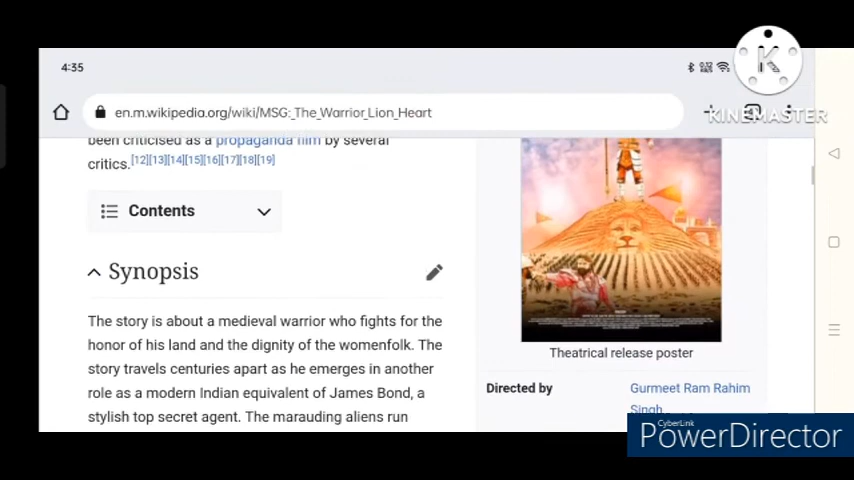 4:35
KINEMASTER
en.m.wikipedia.org/wiki/MSG:_The_Warrior_Lion_Heart
been criticised as a propaganda film by several
critics.[12][13][14][15][16][17][18][19]
Contents
Synopsis
The story is about a medieval warrior who fights for the
honor of his land and the dignity of the womenfolk. The
story travels centuries apart as he emerges in another
role as a modern Indian equivalent of James Bond, a
stylish top secret agent. The marauding aliens run
Theatrical release poster
Directed by
Gurmeet Ram Rahim
Singh
CyberLink
PowerDirector